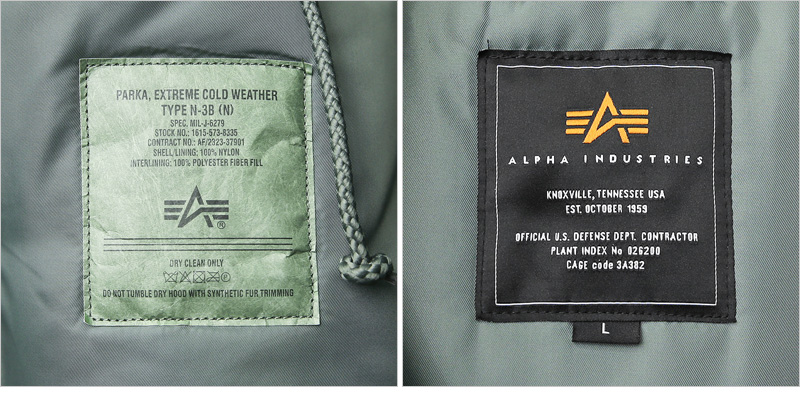 PARKA, EXTREME COLD WEATHER
TYPE N-3B (N)
SPEC. MIL-J-6279
STOCK NO.: 1615-573-8335
CONTRACT NO.: AF/2323-37901
SHELL/LINING: 100% NYLON
INTERLINING: 100% POLYESTER FIBER FILL
®
DRY CLEAN ONLY
DO NOT TUMBLE DRY HOOD WITH SYNTHETIC FUR TRIMMING
ALPHA INDUSTRIES
KNOXVILLE, TENNESSEE USA
EST. OCTOBER 1959
OFFICIAL U.S. DEFENSE DEPT. CONTRACTOR
PLANT INDEX No 026200
CAGE code 3A382
L